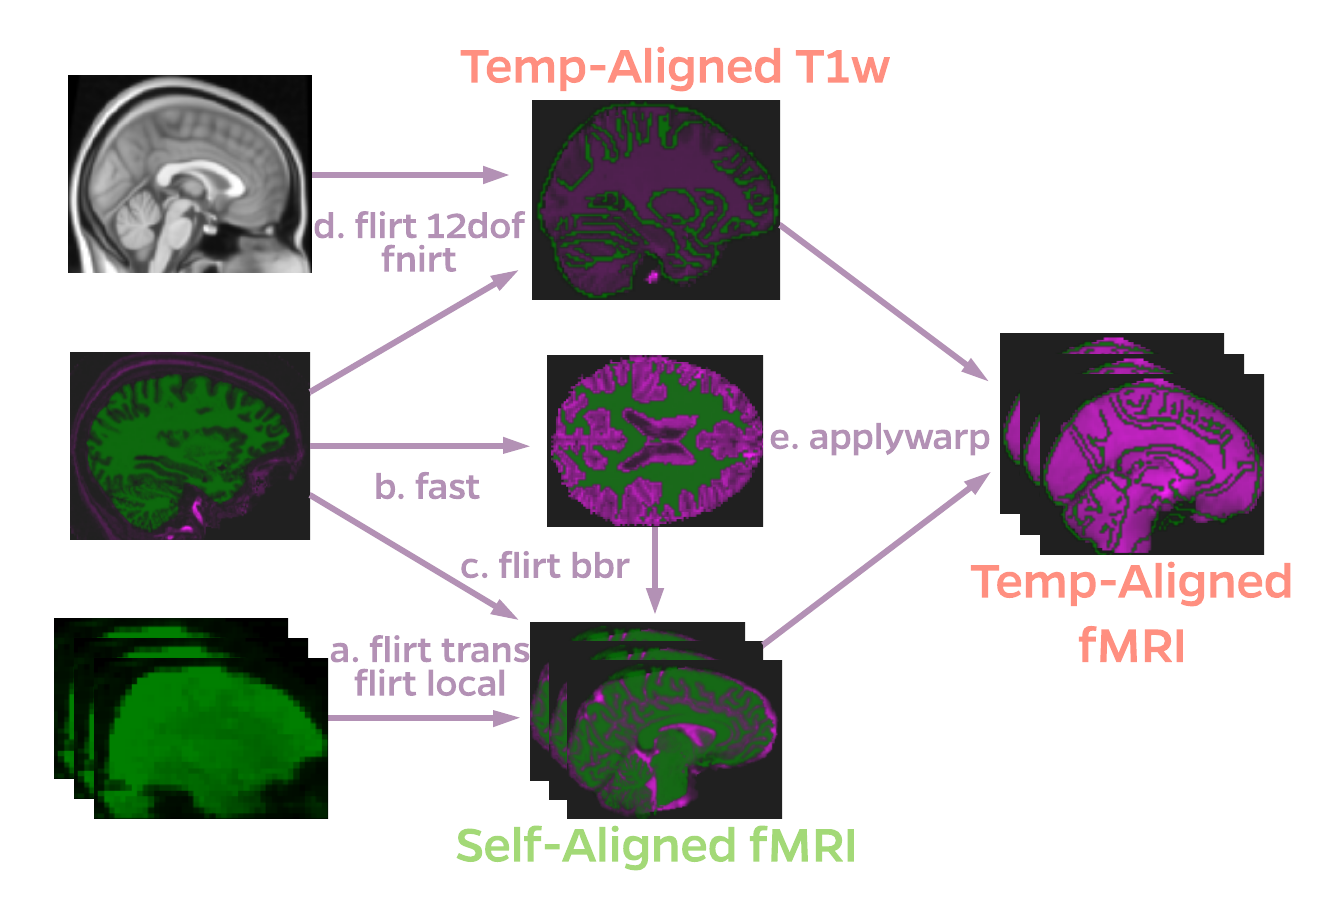 Temp-Aligned T1w
d. flirt 12dof
fnirt
e. applywarp
b. fast
c. flirt bbr
Temp-Aligned
fMRI
a. flirt trans
flirt local
Self-Aligned fMRI